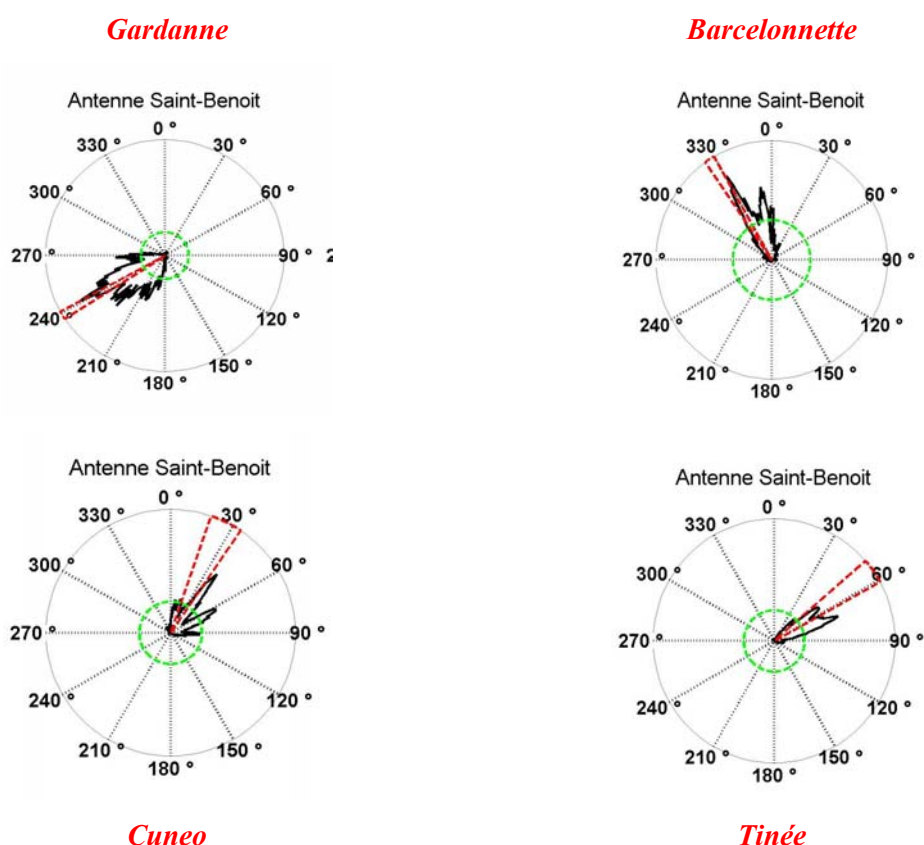 Gardanne
Barcelonnette
Antenne Saint-Benoit
0 °
330 ° 30 °
300 ° 60 °
270 ° 90 ° 2
240 ° 120 °
210 ° 150 °
180 °
Antenne Saint-Benoit
0 °
330 ° 30 °
300 ° 60 °
270 ° 90 °
240 ° 120 °
210 ° 150 °
180 °
Antenne Saint-Benoit
0 °
330 ° 30 °
300 ° 60 °
270 ° 90 °
240 ° 120 °
210 ° 150 °
180 °
Antenne Saint-Benoit
0 °
330 ° 30 °
300 ° 60 °
270 ° 90 °
240 ° 120 °
210 ° 150 °
180 °
Cuneo
Tinée